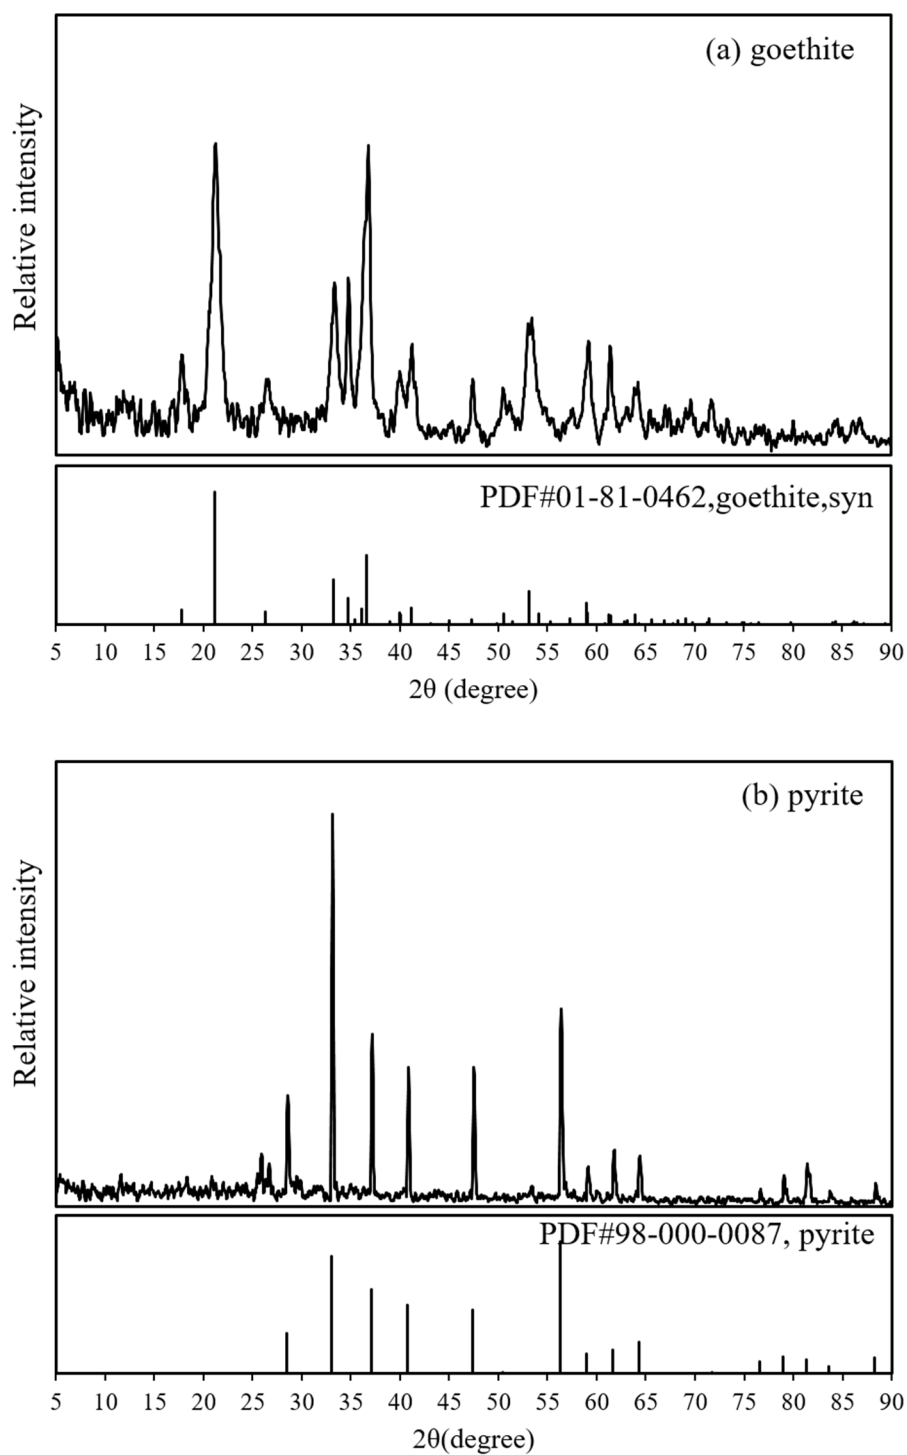 (a) goethite
Relative intensity
PDF#01-81-0462,goethite,syn
5 10 15 20 25 30 35 40 45 50 55 60 65 70 75 80 85 90
2θ (degree)
(b) pyrite
Relative intensity
PDF#98-000-0087, pyrite
5 10 15 20 25 30 35 40 45 50 55 60 65 70 75 80 85 90
2θ(degree)